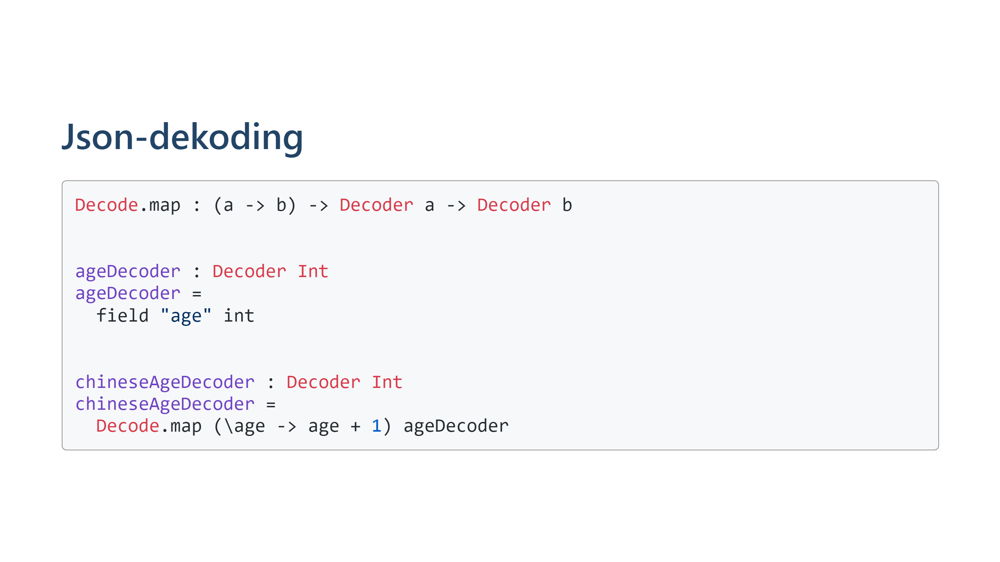 Json-dekoding
Decode.map : (a -> b) -> Decoder a -> Decoder b
ageDecoder : Decoder Int
ageDecoder =
  field "age" int
chineseAgeDecoder : Decoder Int
chineseAgeDecoder =
  Decode.map (\age -> age + 1) ageDecoder